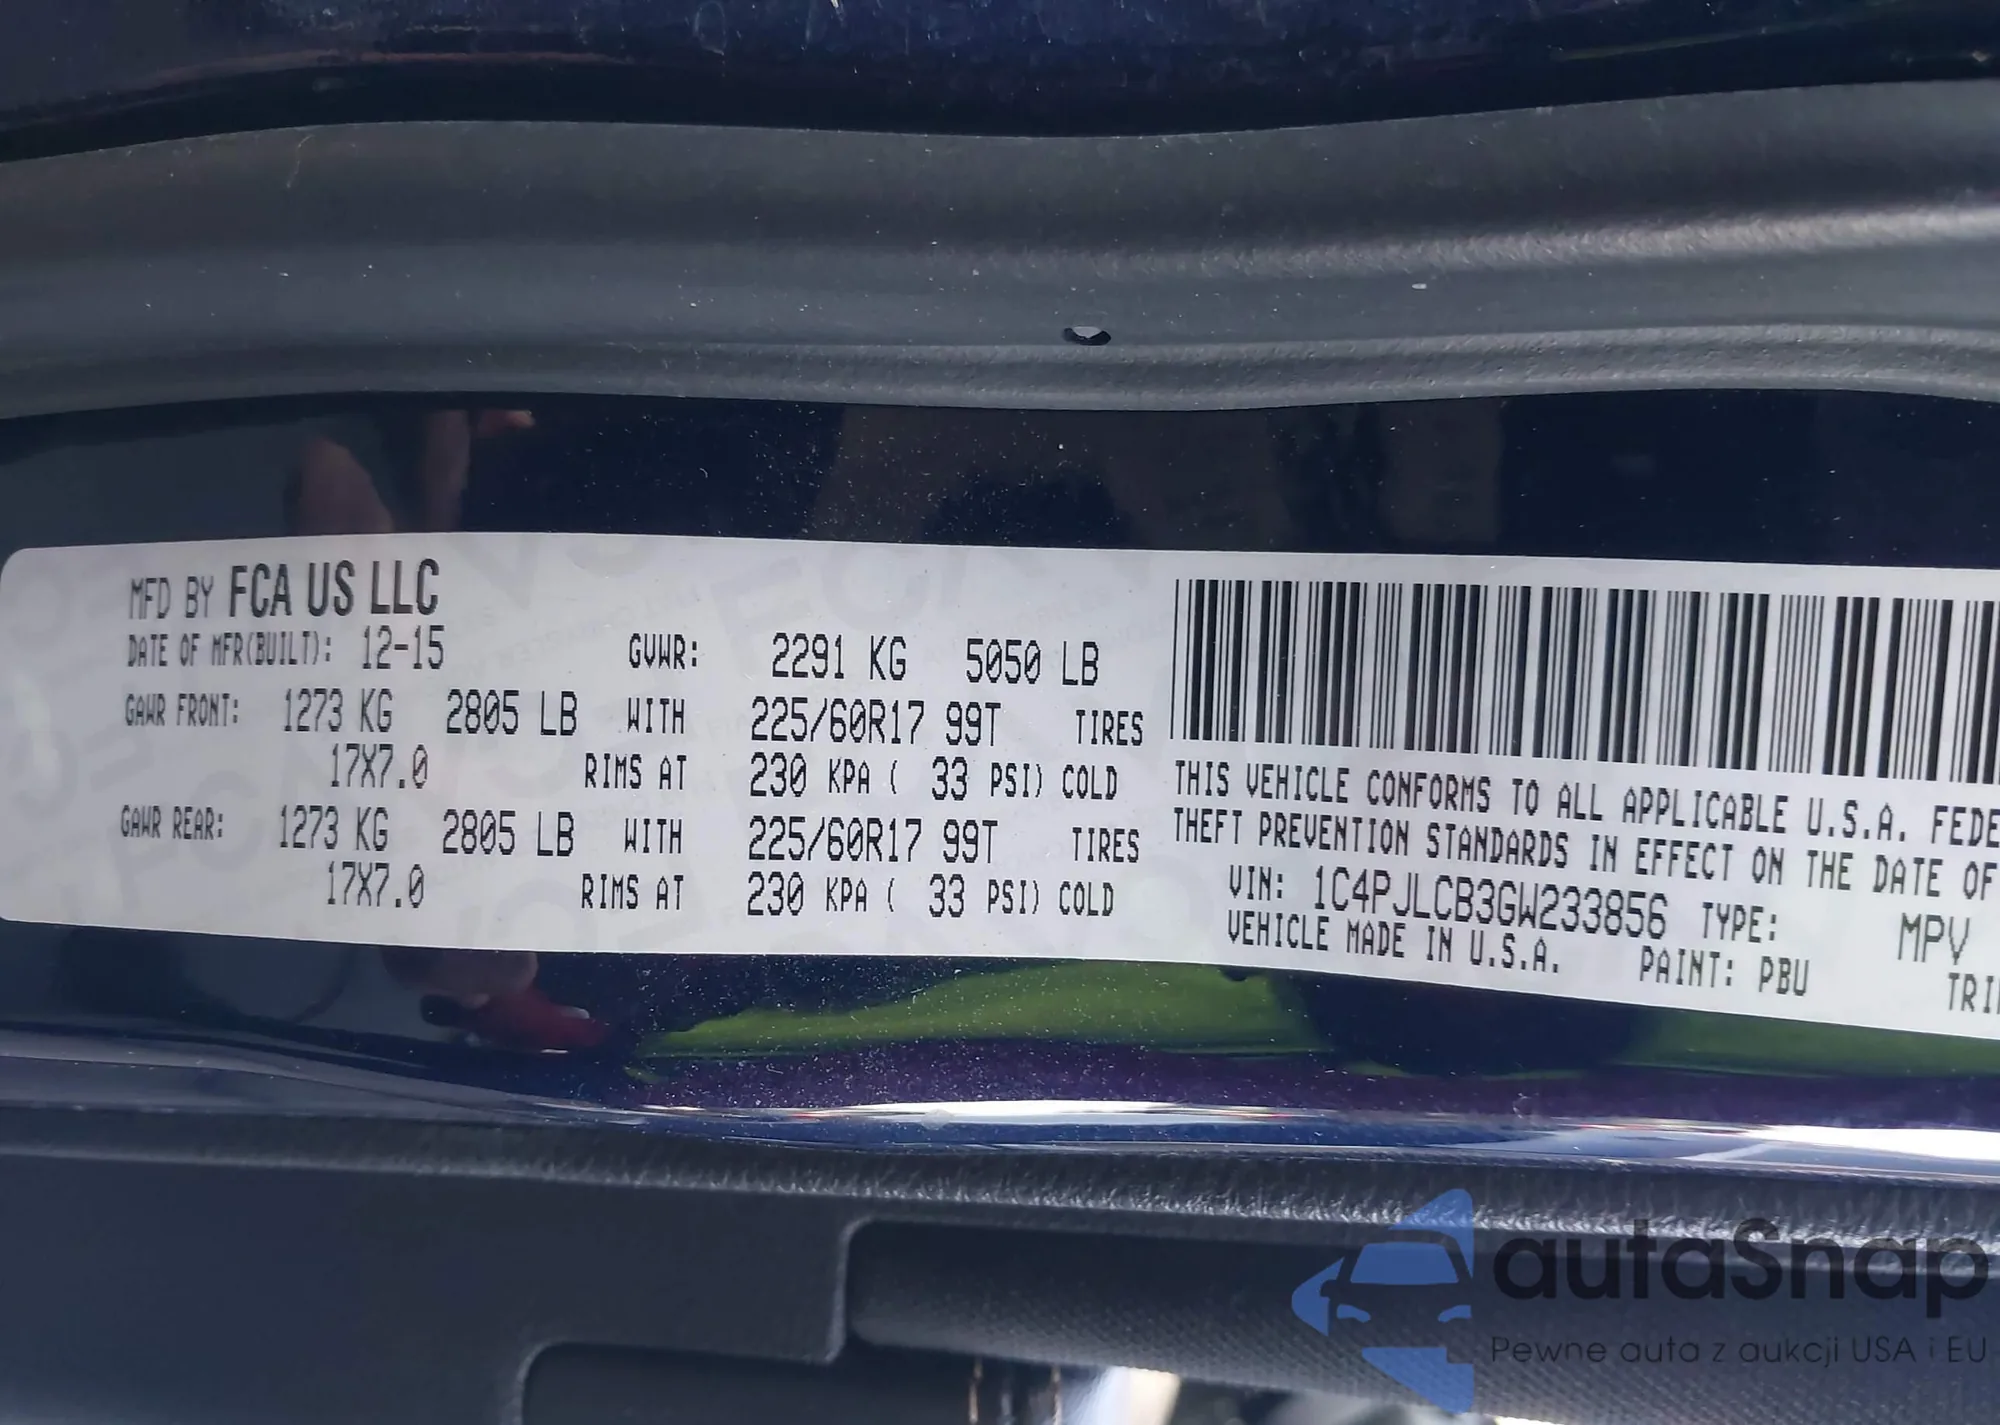 MFD BY FCA US LLC
DATE OF MFR(BUILT): 12-15 GVWR: 2291 KG 5050 LB
GAWR FRONT: 1273 KG 2805 LB WITH 225/60R17 99T TIRES
17X7.0 RIMS AT 230 KPA ( 33 PSI) COLD
GAWR REAR: 1273 KG 2805 LB WITH 225/60R17 99T TIRES
17X7.0 RIMS AT 230 KPA ( 33 PSI) COLD
THIS VEHICLE CONFORMS TO ALL APPLICABLE U.S.A. FEDE
THEFT PREVENTION STANDARDS IN EFFECT ON THE DATE OF
VIN: 1C4PJLCB3GW233856 TYPE: MPV
VEHICLE MADE IN U.S.A. PAINT: PBU TRI
autaSnap
Pewne auta z aukcji USA i EU